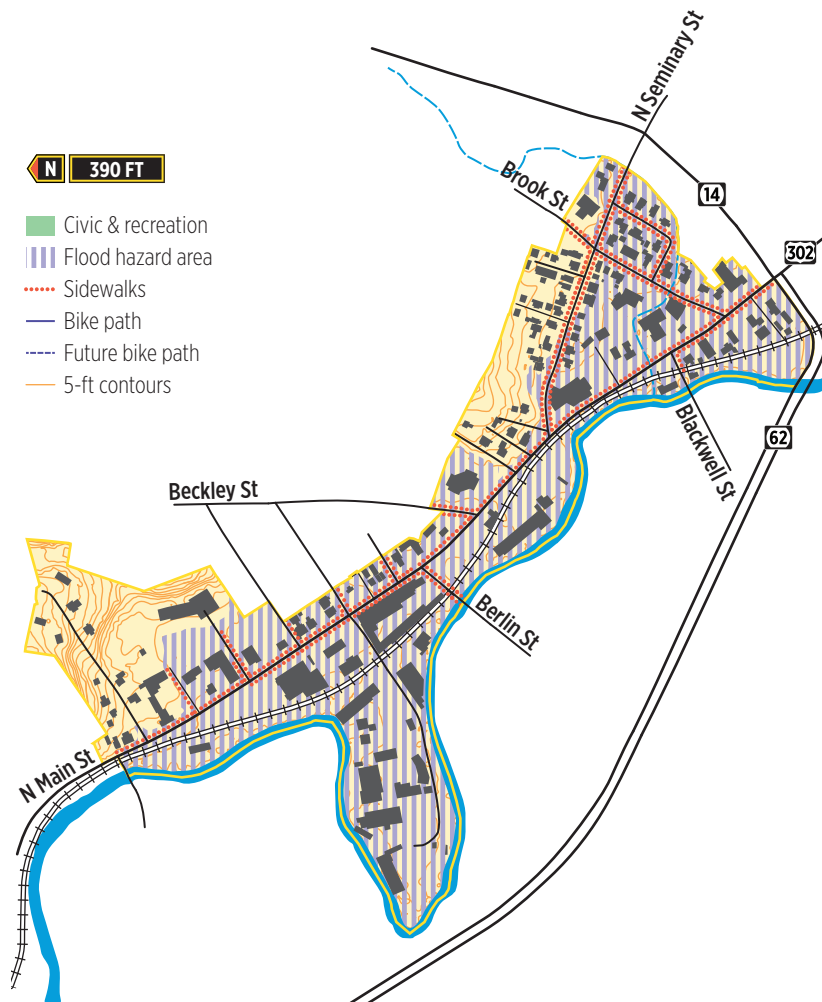 N Seminary St
N 390 FT
Brook St
14
302
Civic & recreation
Flood hazard area
Sidewalks
Bike path
Future bike path
5-ft contours
Blackwell St
62
Beckley St
Berlin St
N Main St